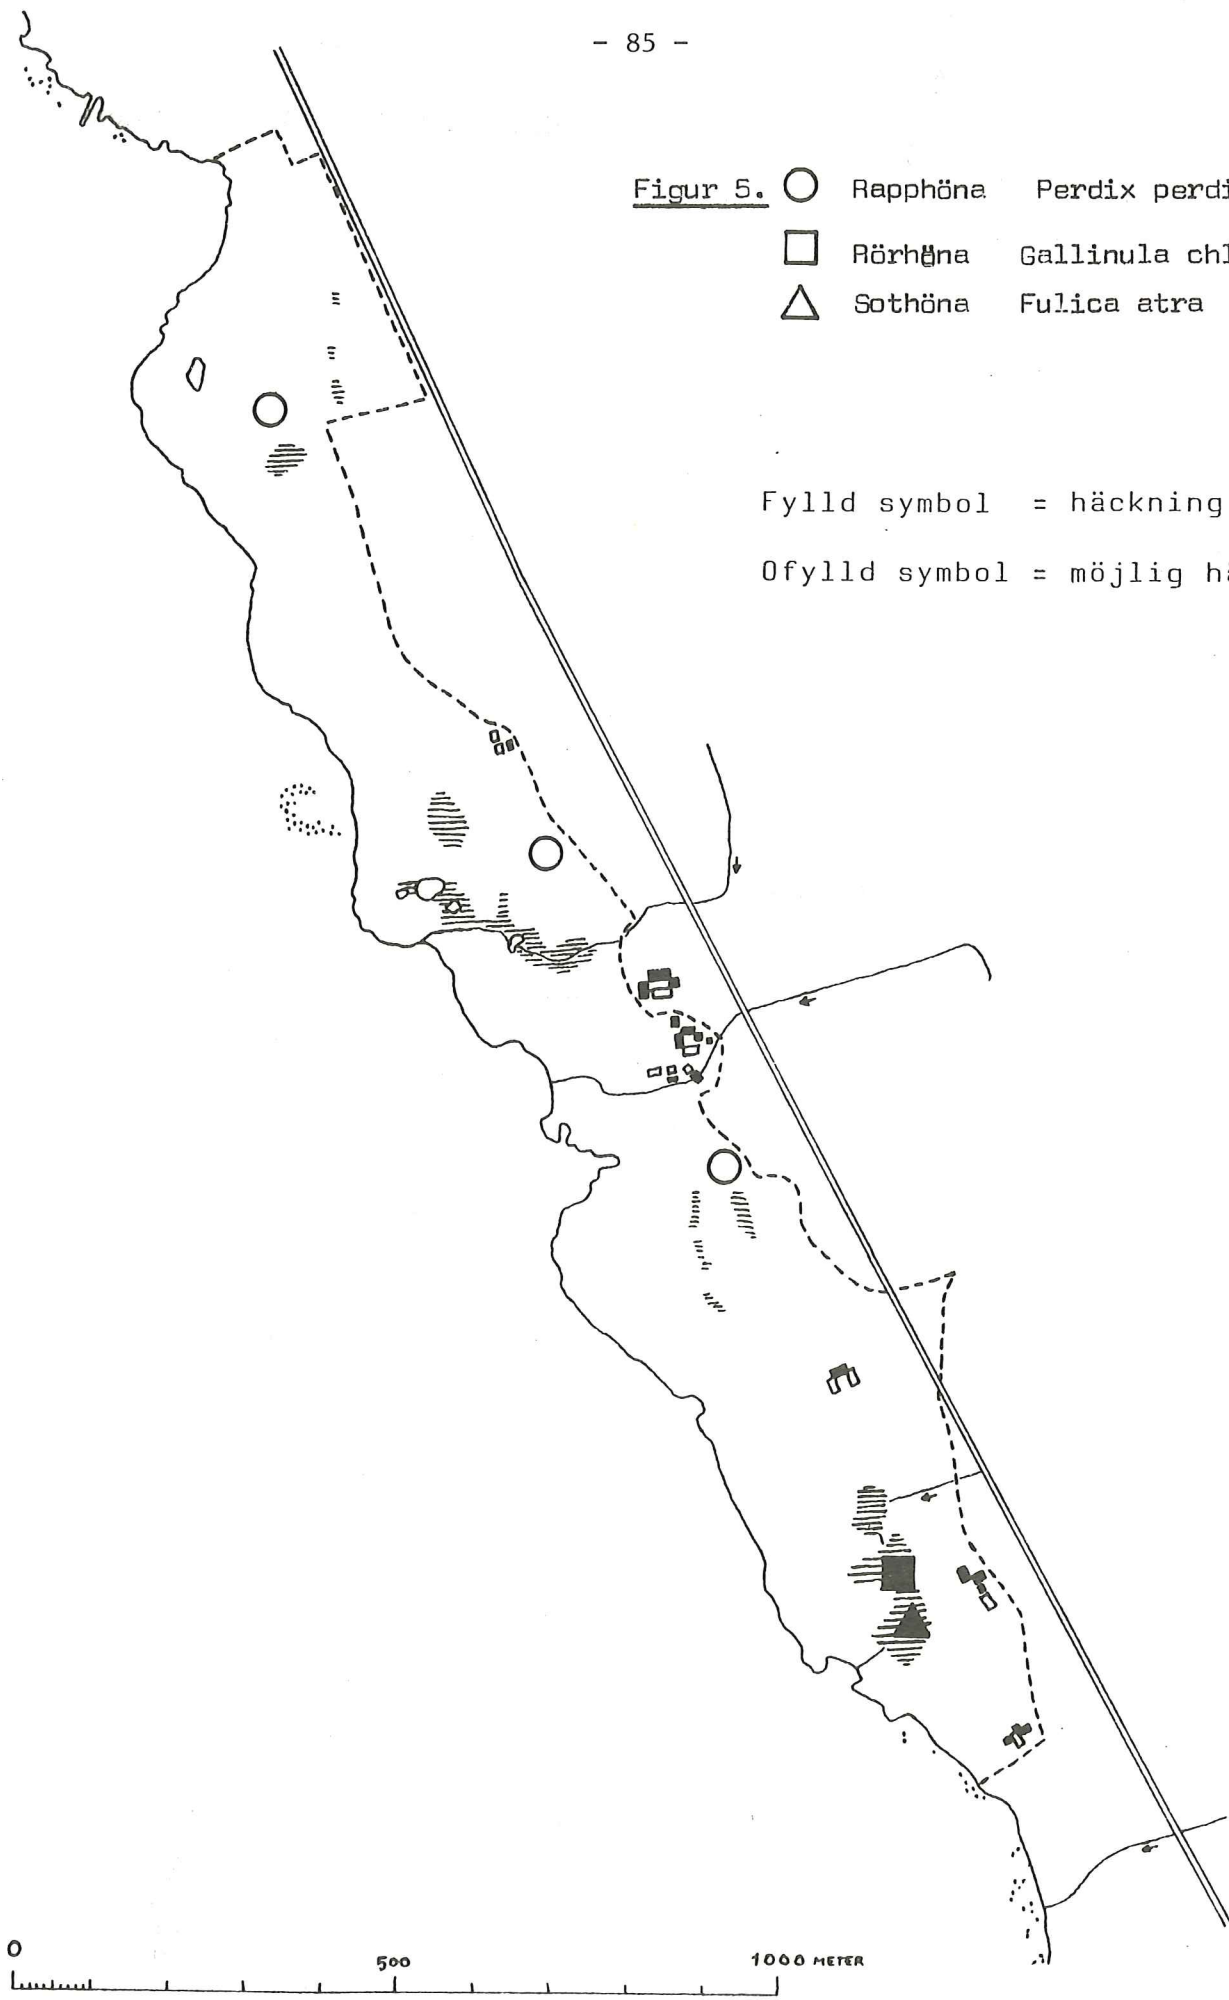 - 85 -
Figur 5. Rapphöna Perdix perdi
Rörhöna Gallinula chl
Sothöna Fulica atra
Fylld symbol = häckning
Ofylld symbol = möjlig hä
0 500 1000 METER